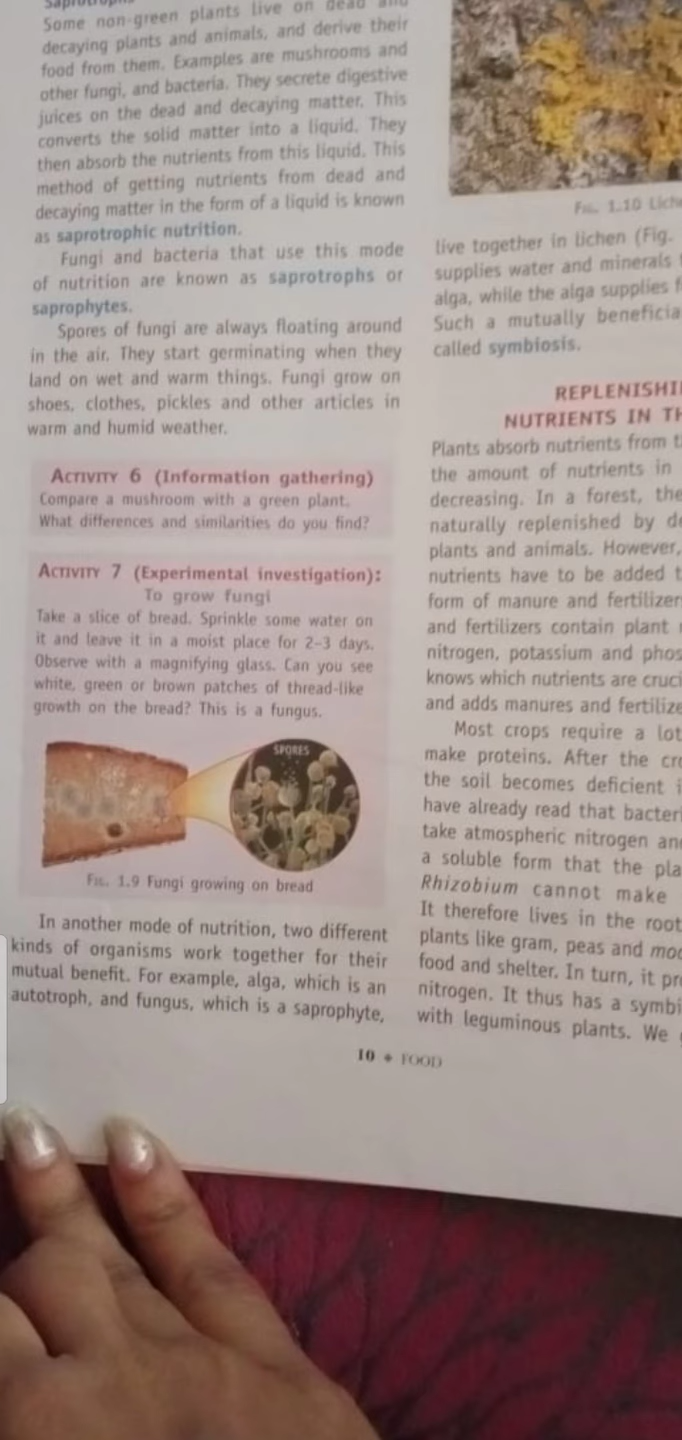 Saprotrophs
Some non-green plants live on dead and
decaying plants and animals, and derive their
food from them. Examples are mushrooms and
other fungi, and bacteria. They secrete digestive
juices on the dead and decaying matter. This
converts the solid matter into a liquid. They
then absorb the nutrients from this liquid. This
method of getting nutrients from dead and
decaying matter in the form of a liquid is known
as saprotrophic nutrition.
Fungi and bacteria that use this mode
of nutrition are known as saprotrophs or
saprophytes.
Spores of fungi are always floating around
in the air. They start germinating when they
land on wet and warm things. Fungi grow on
shoes, clothes, pickles and other articles in
warm and humid weather.
ACTIVITY 6 (Information gathering)
Compare a mushroom with a green plant.
What differences and similarities do you find?
ACTIVITY 7 (Experimental investigation):
To grow fungi
Take a slice of bread. Sprinkle some water on
it and leave it in a moist place for 2–3 days.
Observe with a magnifying glass. Can you see
white, green or brown patches of thread-like
growth on the bread? This is a fungus.
SPORES
FIG. 1.9 Fungi growing on bread
In another mode of nutrition, two different
kinds of organisms work together for their
mutual benefit. For example, alga, which is an
autotroph, and fungus, which is a saprophyte,
FIG. 1.10 Liche
live together in lichen (Fig.
supplies water and minerals
alga, while the alga supplies f
Such a mutually beneficia
called symbiosis.
REPLENISHI
NUTRIENTS IN TH
Plants absorb nutrients from t
the amount of nutrients in
decreasing. In a forest, the
naturally replenished by de
plants and animals. However,
nutrients have to be added t
form of manure and fertilizer
and fertilizers contain plant
nitrogen, potassium and phos
knows which nutrients are cruci
and adds manures and fertilize
Most crops require a lot
make proteins. After the cr
the soil becomes deficient i
have already read that bacteri
take atmospheric nitrogen and
a soluble form that the pla
Rhizobium cannot make
It therefore lives in the root
plants like gram, peas and moo
food and shelter. In turn, it pr
nitrogen. It thus has a symbi
with leguminous plants. We
10 ◆ FOOD